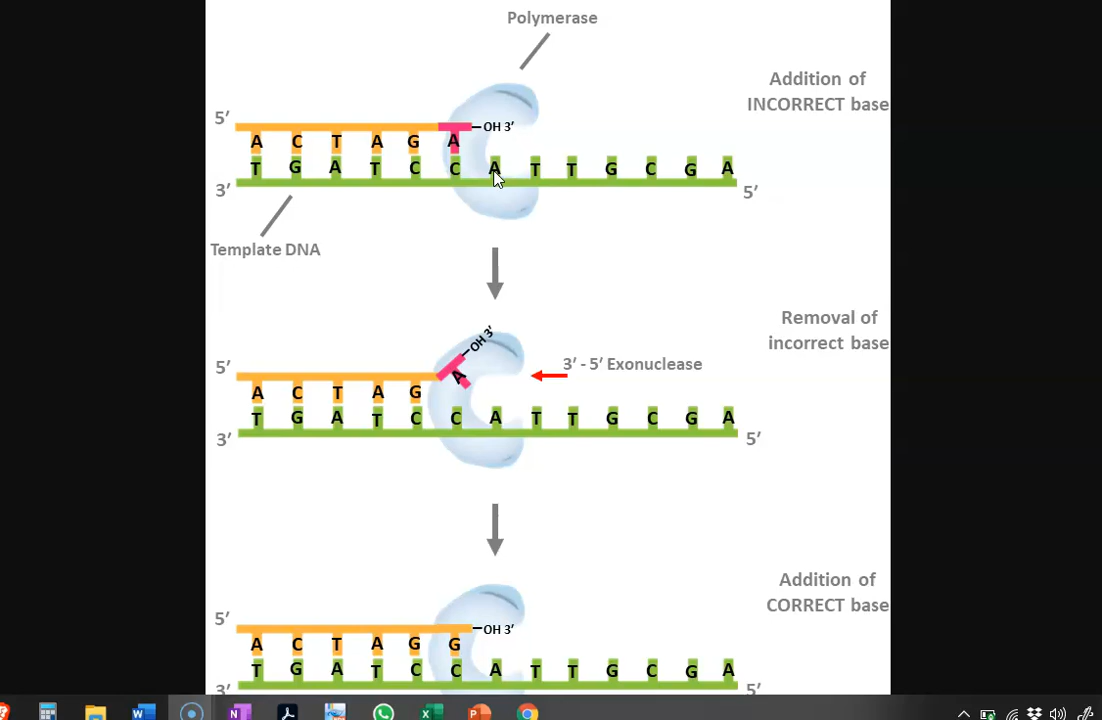 Polymerase
Addition of
INCORRECT base
5′
OH 3′
A C T A G A
T G A T C C A T T G C G A
3′
5′
Template DNA
Removal of
incorrect base
OH 3′
3′ - 5′ Exonuclease
5′
A
A C T A G
T G A T C C A T T G C G A
3′
5′
Addition of
CORRECT base
5′
OH 3′
A C T A G G
T G A T C C A T T G C G A
3′
5′